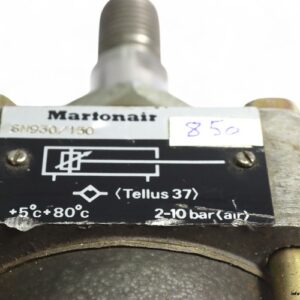 Martonair
850
⟨Tellus 37⟩
+5°c+80°c
2-10 bar⟨air⟩